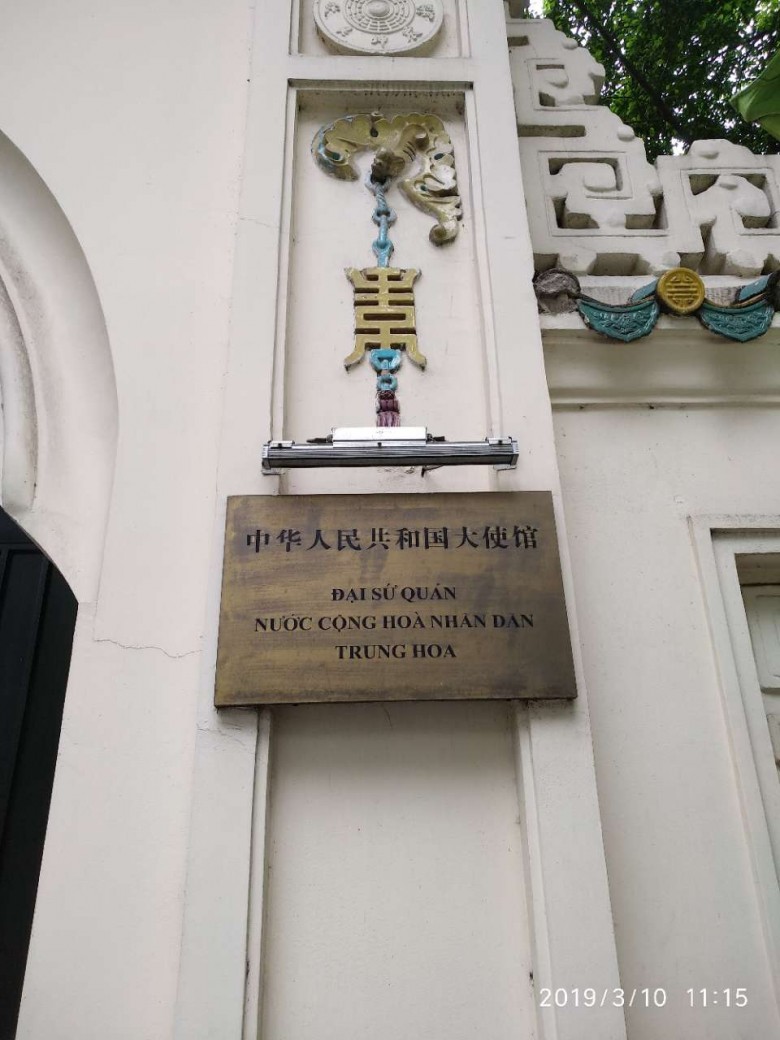 中华人民共和国大使馆
ĐẠI SỨ QUÁN
NƯỚC CỘNG HOÀ NHÂN DÂN
TRUNG HOA
2019/3/10 11:15